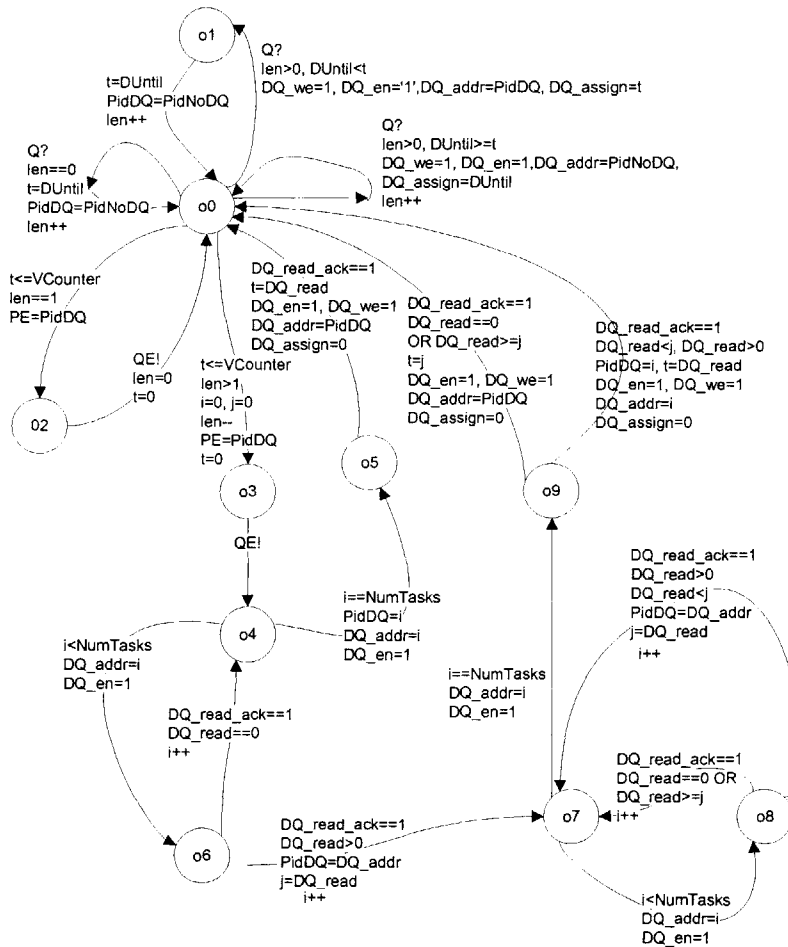 o1
Q?
len>0, DUntil<t
DQ_we=1, DQ_en='1',DQ_addr=PidDQ, DQ_assign=t
t=DUntil
PidDQ=PidNoDQ
len++
Q?
len>0, DUntil>=t
DQ_we=1, DQ_en=1,DQ_addr=PidNoDQ,
DQ_assign=DUntil
len++
Q?
len==0
t=DUntil
PidDQ=PidNoDQ
len++
o0
t<=VCounter
len==1
PE=PidDQ
QE!
len=0
t=0
02
t<=VCounter
len>1
i=0, j=0
len--
PE=PidDQ
t=0
DQ_read_ack==1
t=DQ_read
DQ_en=1, DQ_we=1
DQ_addr=PidDQ
DQ_assign=0
DQ_read_ack==1
DQ_read==0
OR DQ_read>=j
t=j
DQ_en=1, DQ_we=1
DQ_addr=PidDQ
DQ_assign=0
DQ_read_ack==1
DQ_read<j, DQ_read>0
PidDQ=i, t=DQ_read
DQ_en=1, DQ_we=1
DQ_addr=i
DQ_assign=0
o3
o5
o9
QE!
o4
i==NumTasks
PidDQ=i
DQ_addr=i
DQ_en=1
DQ_read_ack==1
DQ_read>0
DQ_read<j
PidDQ=DQ_addr
j=DQ_read
i++
i<NumTasks
DQ_addr=i
DQ_en=1
DQ_read_ack==1
DQ_read==0
i++
i==NumTasks
DQ_addr=i
DQ_en=1
DQ_read_ack==1
DQ_read==0 OR
DQ_read>=j
i++
o6
DQ_read_ack==1
DQ_read>0
PidDQ=DQ_addr
j=DQ_read
i++
o7
o8
i<NumTasks
DQ_addr=i
DQ_en=1